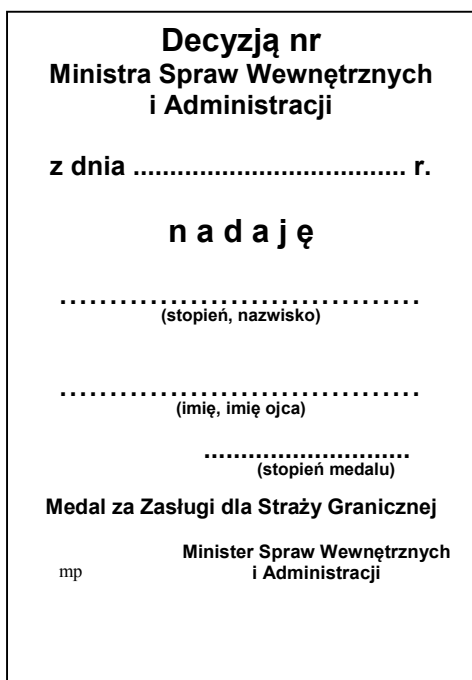 Decyzją nr
Ministra Spraw Wewnętrznych
i Administracji
z dnia ..................................... r.
n a d a j ę
....................................
(stopień, nazwisko)
....................................
(imię, imię ojca)
............................
(stopień medalu)
Medal za Zasługi dla Straży Granicznej
Minister Spraw Wewnętrznych
mp i Administracji